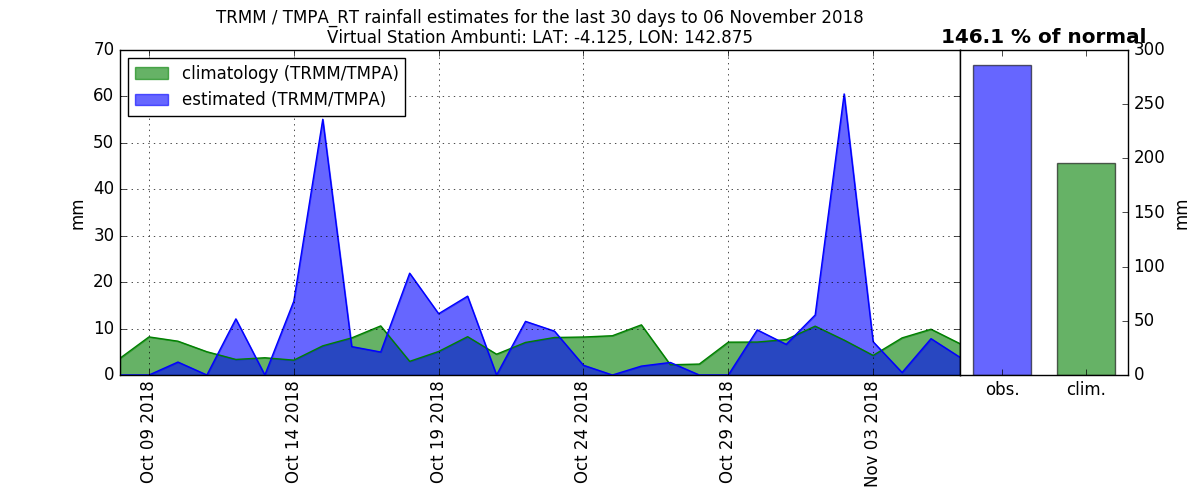 TRMM / TMPA_RT rainfall estimates for the last 30 days to 06 November 2018
Virtual Station Ambunti: LAT: -4.125, LON: 142.875
146.1 % of normal
climatology (TRMM/TMPA)
estimated (TRMM/TMPA)
70
60
50
40
30
20
10
0
mm
Oct 09 2018
Oct 14 2018
Oct 19 2018
Oct 24 2018
Oct 29 2018
Nov 03 2018
obs.
clim.
300
250
200
150
100
50
0
mm